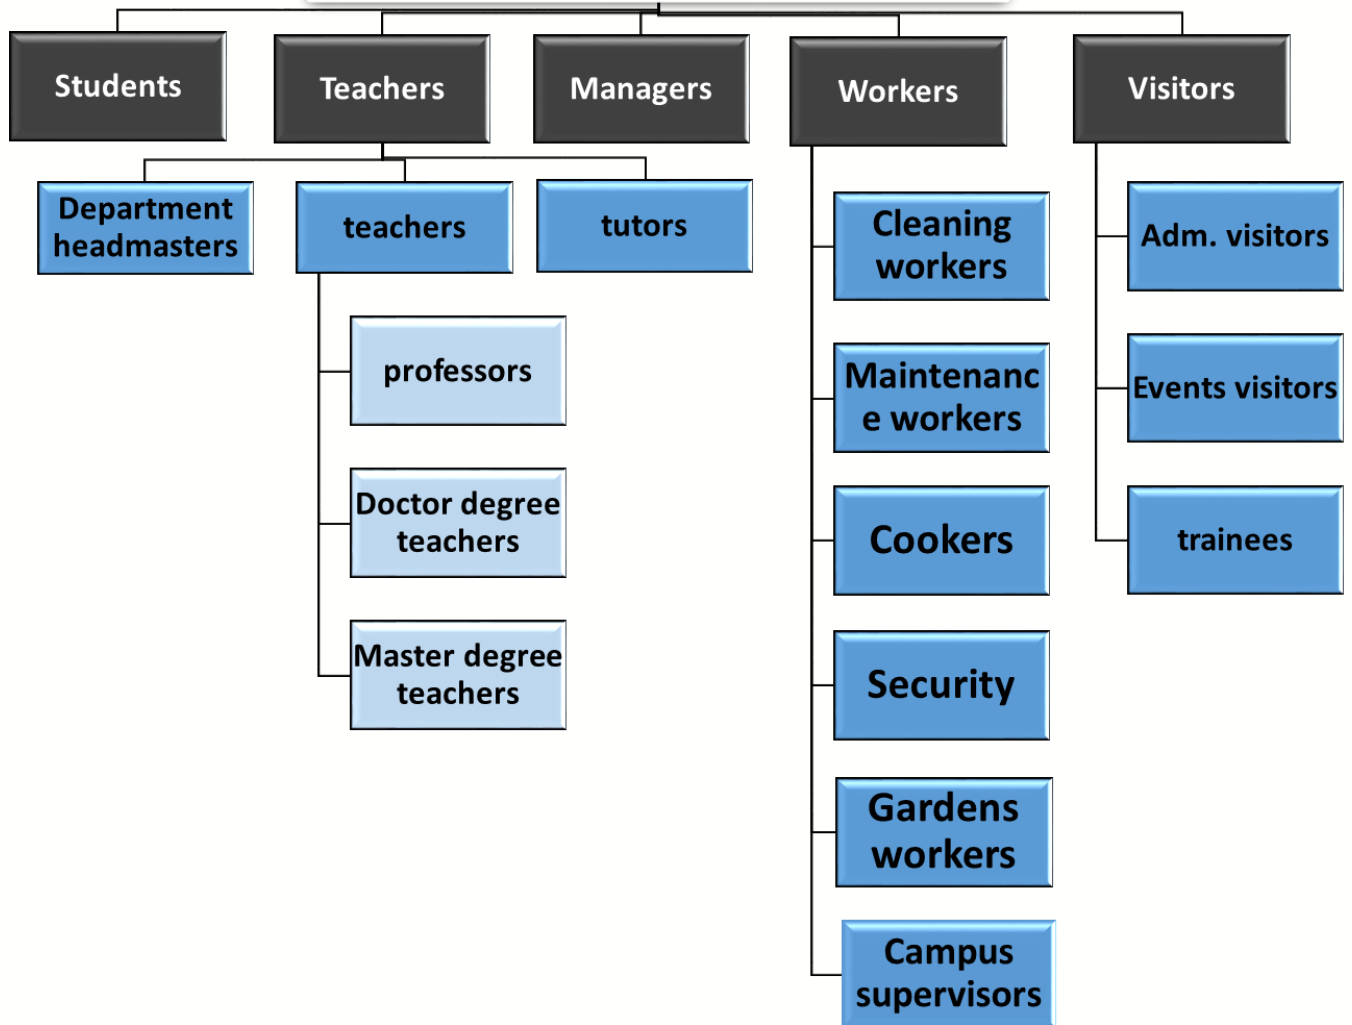 Students
Teachers
Managers
Workers
Visitors
Department
headmasters
teachers
tutors
professors
Doctor degree
teachers
Master degree
teachers
Cleaning
workers
Maintenanc
e workers
Cookers
Security
Gardens
workers
Campus
supervisors
Adm. visitors
Events visitors
trainees